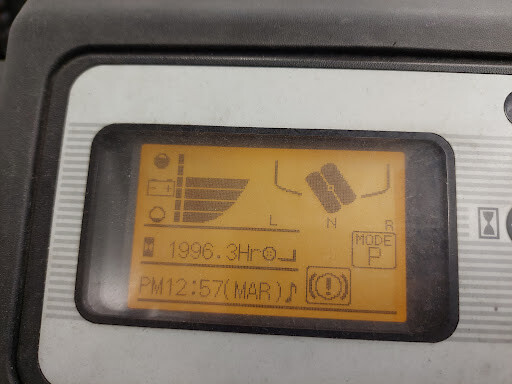 L N R
1996.3Hr
MODE
P
PM12:57(MAR)